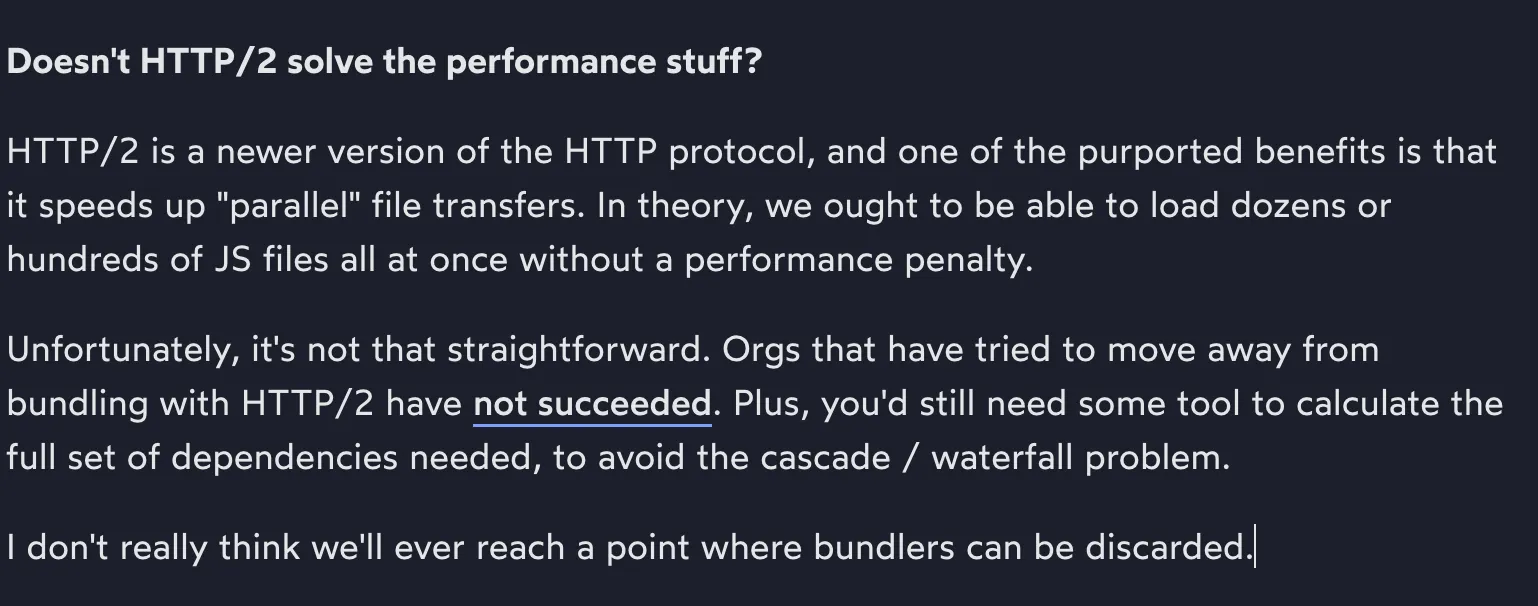 Doesn't HTTP/2 solve the performance stuff?
HTTP/2 is a newer version of the HTTP protocol, and one of the purported benefits is that
it speeds up "parallel" file transfers. In theory, we ought to be able to load dozens or
hundreds of JS files all at once without a performance penalty.
Unfortunately, it's not that straightforward. Orgs that have tried to move away from
bundling with HTTP/2 have not succeeded. Plus, you'd still need some tool to calculate the
full set of dependencies needed, to avoid the cascade / waterfall problem.
I don't really think we'll ever reach a point where bundlers can be discarded.